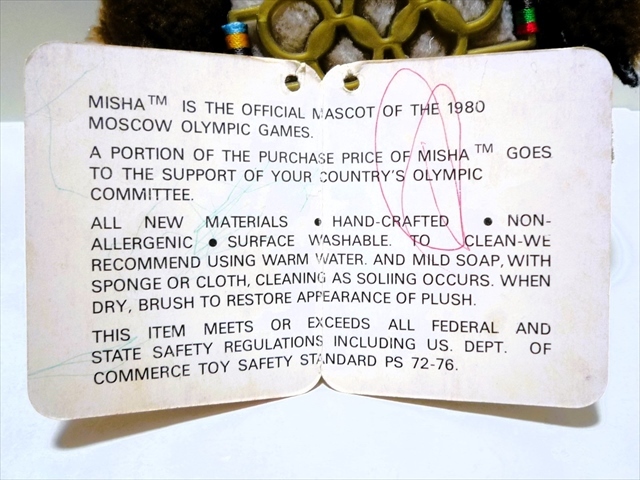 MISHA™ IS THE OFFICIAL MASCOT OF THE 1980
MOSCOW OLYMPIC GAMES.
A PORTION OF THE PURCHASE PRICE OF MISHA™ GOES
TO THE SUPPORT OF YOUR COUNTRY'S OLYMPIC
COMMITTEE.
ALL NEW MATERIALS • HAND-CRAFTED • NON-
ALLERGENIC • SURFACE WASHABLE. TO CLEAN-WE
RECOMMEND USING WARM WATER. AND MILD SOAP, WITH
SPONGE OR CLOTH, CLEANING AS SOLIING OCCURS. WHEN
DRY, BRUSH TO RESTORE APPEARANCE OF PLUSH.
THIS ITEM MEETS OR EXCEEDS ALL FEDERAL AND
STATE SAFETY REGULATIONS INCLUDING US. DEPT. OF
COMMERCE TOY SAFETY STANDARD PS 72-76.